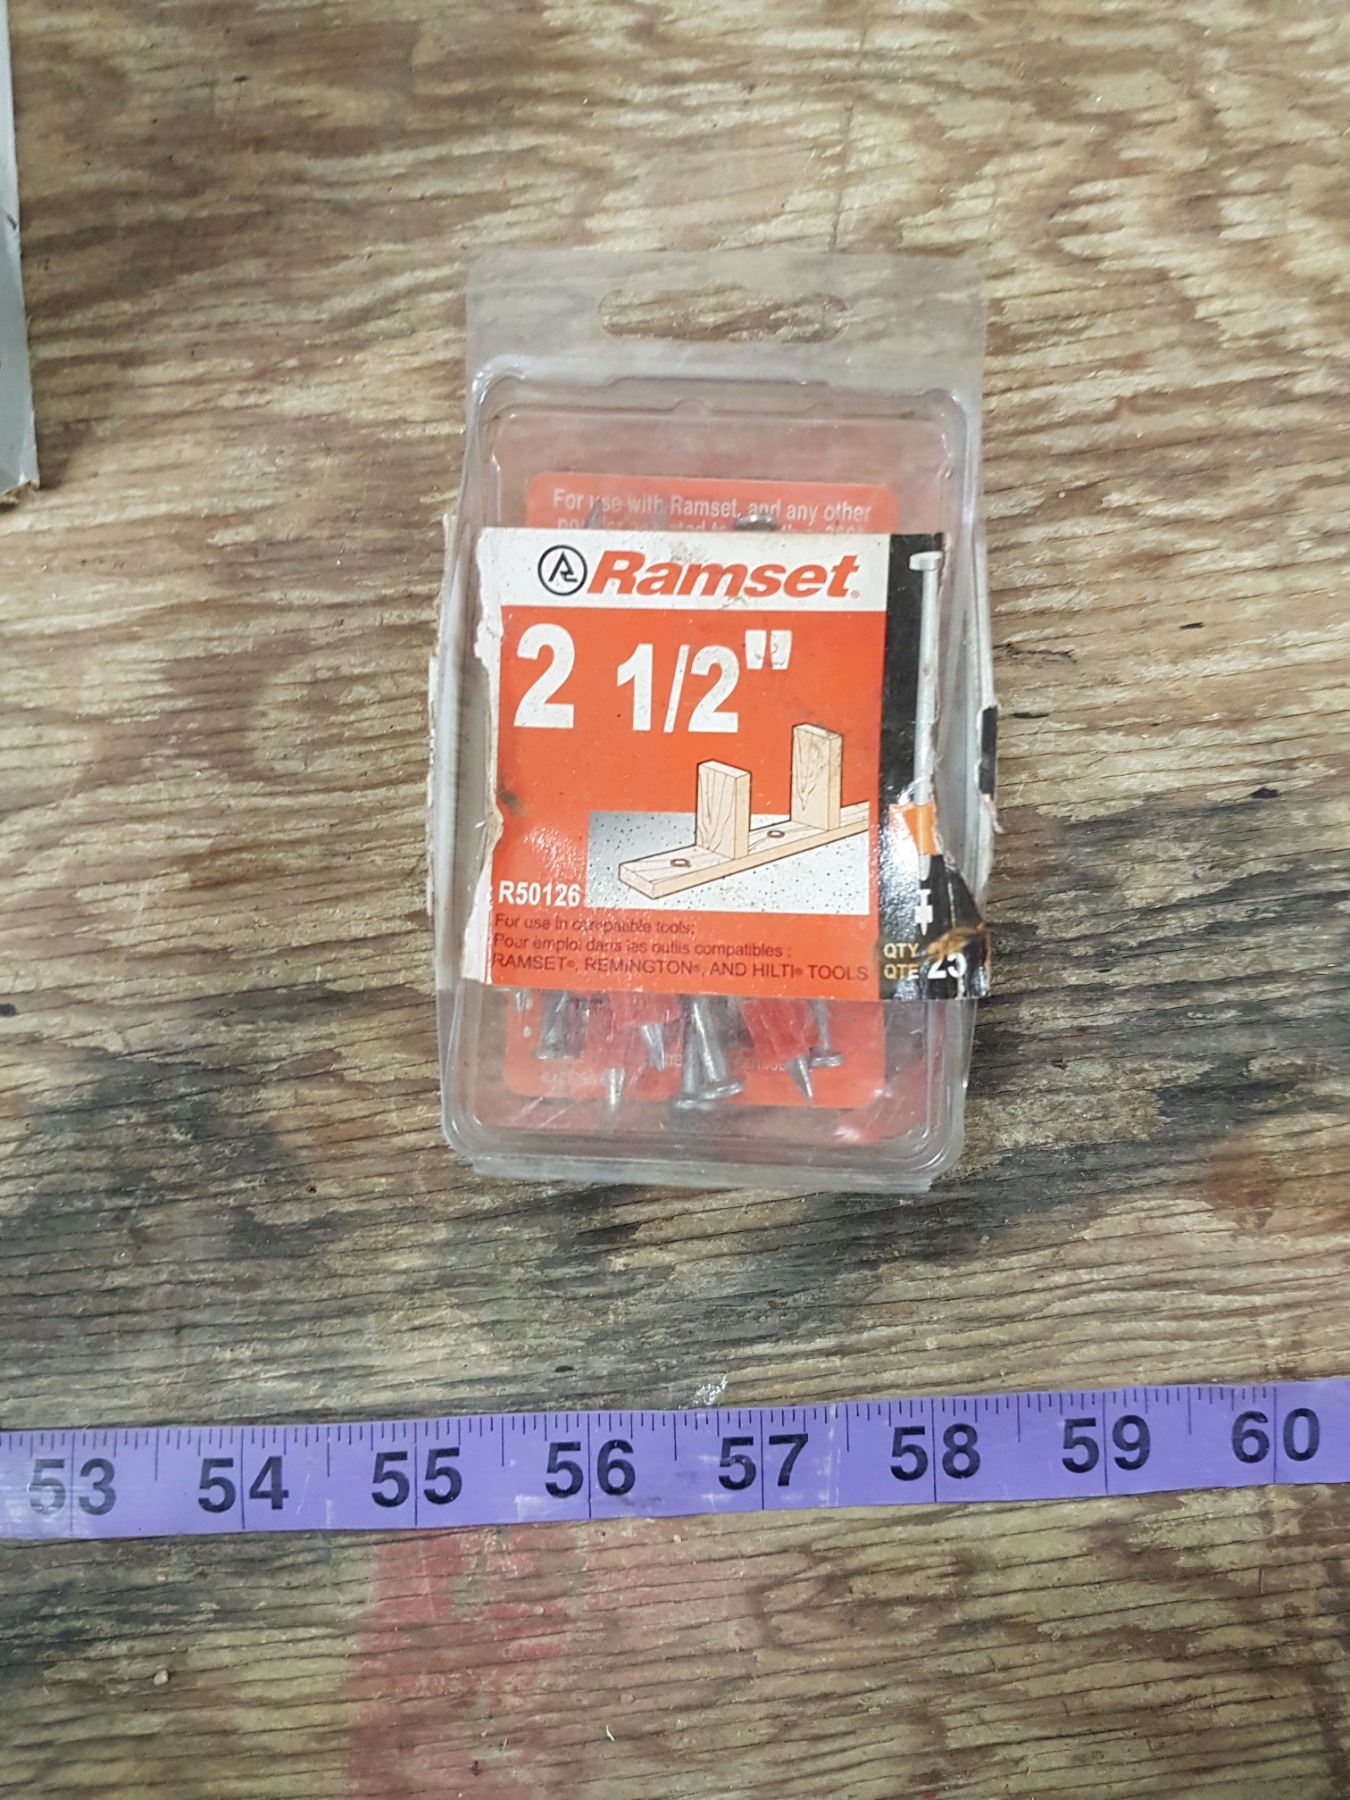 For use with Ramset, and any other
Ramset®
2 1/2"
R50126
For use in compatible tools;
Pour emploi dans les outils compatibles :
RAMSET®, REMINGTON®, AND HILTI® TOOLS
QTY
QTE 25
53 54 55 56 57 58 59 60